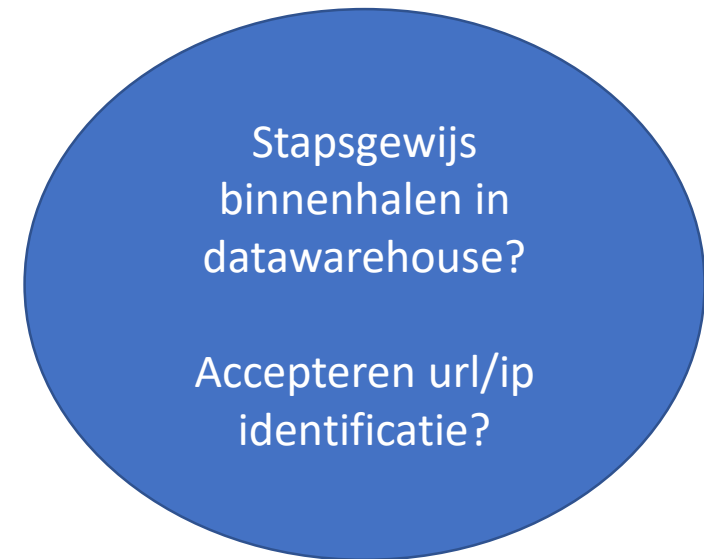 Stapsgewijs
binnenhalen in
datawarehouse?
Accepteren url/ip
identificatie?